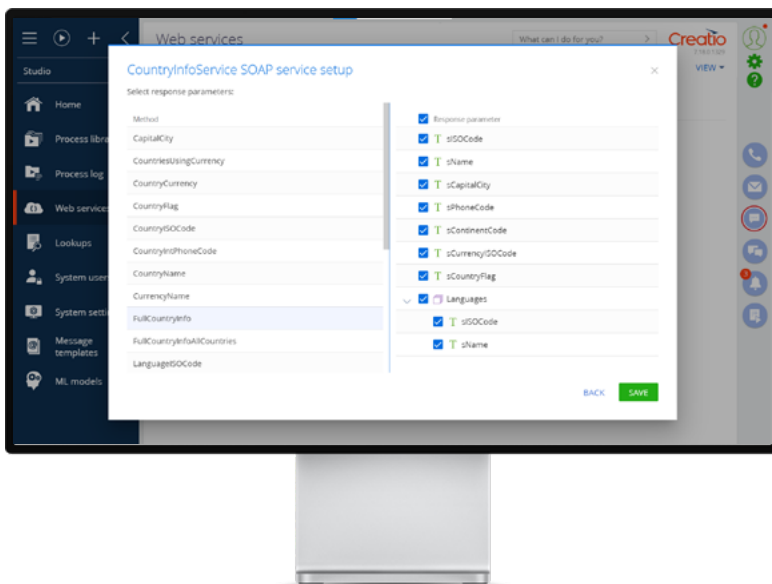 Web services
What can I do for you?
Creatio
Studio
VIEW
Home
Process libra
Process log
Web services
Lookups
System user
System setti
Message
templates
ML models
CountryInfoService SOAP service setup
Select response parameters:
Method
CapitalCity
CountriesUsingCurrency
CountryCurrency
CountryFlag
CountryISOCode
CountryIntPhoneCode
CountryName
CurrencyName
FullCountryInfo
FullCountryInfoAllCountries
LanguageISOCode
Response parameter
sISOCode
sName
sCapitalCity
sPhoneCode
sContinentCode
sCurrencyISOCode
sCountryFlag
Languages
sISOCode
sName
BACK
SAVE